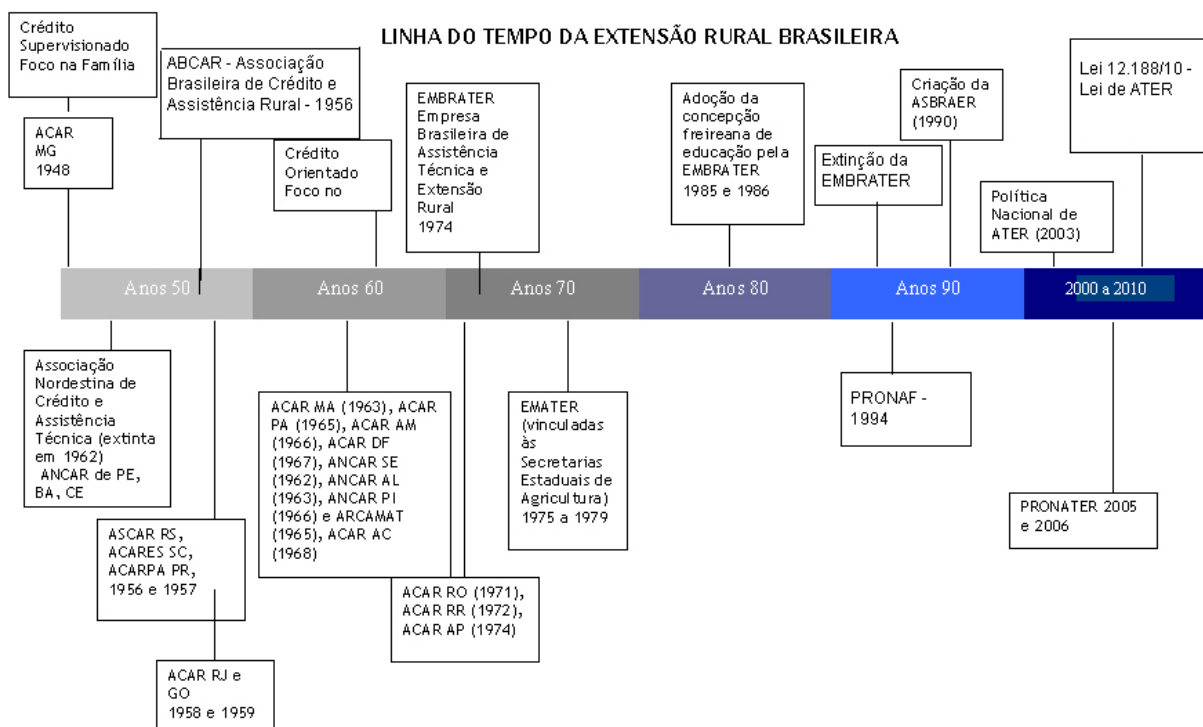 LINHA DO TEMPO DA EXTENSÃO RURAL BRASILEIRA
Crédito
Supervisionado
Foco na Família
ACAR
MG
1948
ABCAR - Associação
Brasileira de Crédito e
Assistência Rural - 1956
Crédito
Orientado
Foco no
EMBRATER
Empresa
Brasileira de
Assistência
Técnica e
Extensão
Rural
1974
Adoção da
concepção
freireana de
educação pela
EMBRATER
1985 e 1986
Extinção da
EMBRATER
Criação da
ASBRAER
(1990)
Política
Nacional de
ATER (2003)
Lei 12.188/10 -
Lei de ATER
Anos 50
Anos 60
Anos 70
Anos 80
Anos 90
2000 a 2010
Associação
Nordestina de
Crédito e
Assistência
Técnica (extinta
em 1962)
ANCAR de PE,
BA, CE
ASCAR RS,
ACARES SC,
ACARPA PR,
1956 e 1957
ACAR RJ e
GO
1958 e 1959
ACAR MA (1963), ACAR
PA (1965), ACAR AM
(1966), ACAR DF
(1967), ANCAR SE
(1962), ANCAR AL
(1963), ANCAR PI
(1966) e ARCAMAT
(1965), ACAR AC
(1968)
ACAR RO (1971),
ACAR RR (1972),
ACAR AP (1974)
EMATER
(vinculadas
às
Secretarias
Estaduais de
Agricultura)
1975 a 1979
PRONAF -
1994
PRONATER 2005
e 2006